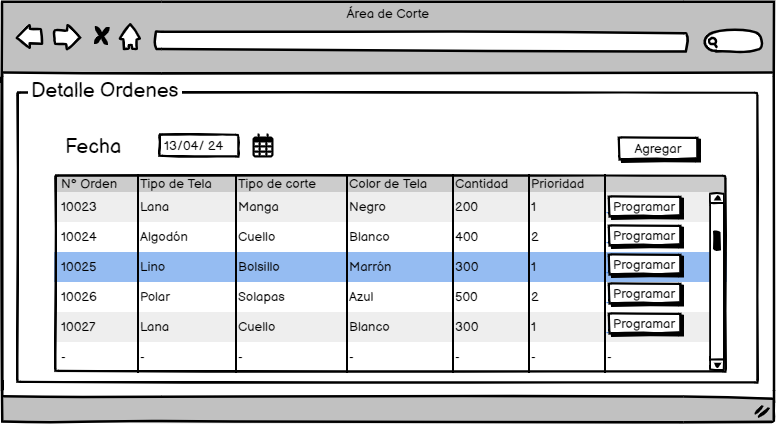 Área de Corte
Detalle Ordenes
Fecha 13/04/ 24 Agregar
N° Orden Tipo de Tela Tipo de corte Color de Tela Cantidad Prioridad
10023 Lana Manga Negro 200 1 Programar
10024 Algodón Cuello Blanco 400 2 Programar
10025 Lino Bolsillo Marrón 300 1 Programar
10026 Polar Solapas Azul 500 2 Programar
10027 Lana Cuello Blanco 300 1 Programar
- - - - - - -